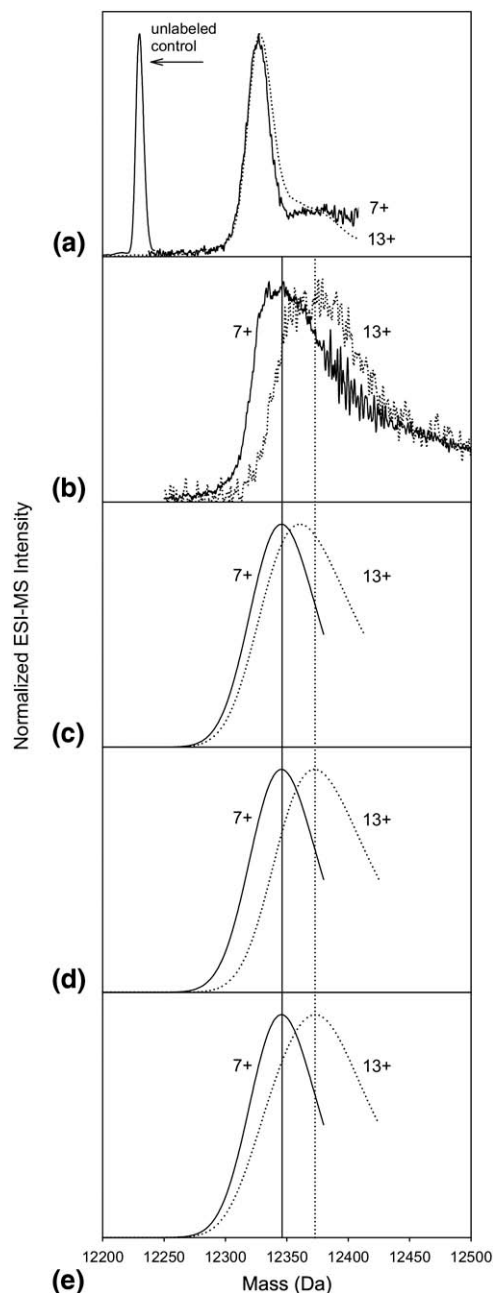 unlabeled
control
7+
13+
(a)
7+
13+
(b)
7+
13+
(c)
7+
13+
(d)
7+
13+
(e)
Normalized ESI-MS Intensity
12200 12250 12300 12350 12400 12450 12500
Mass (Da)